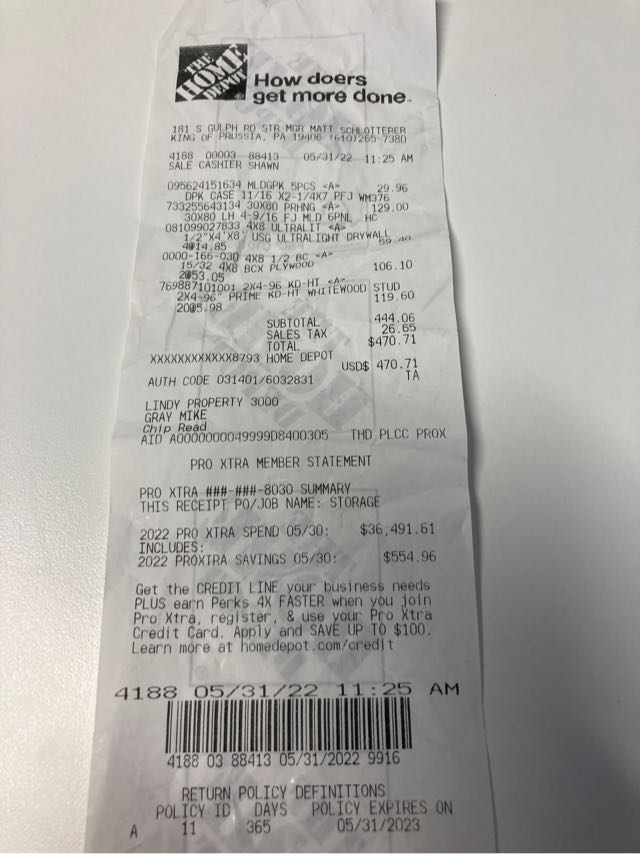 THE
HOME
DEPOT
How doers
get more done.
181 S GULPH RD STR MGR MATT SCHLOTTERER
KING OF PRUSSIA, PA 19406 (610)265-7380
4188 00003 88413 05/31/22 11:25 AM
SALE CASHIER SHAWN
095624151634 MLDGPK 5PCS <A> 29.96
DPK CASE 11/16 X2-1/4X7 PFJ WM376
733255643134 30X80 PRHNG <A> 129.00
30X80 LH 4-9/16 FJ MLD 6PNL HC
081099027833 4X8 ULTRALIT <A>
1/2"X4'X8' USG ULTRALIGHT DRYWALL
4@14.85 59.40
0000-166-030 4X8 1/2 BC <A>
15/32 4X8 BCX PLYWOOD
2@53.05 106.10
769887101001 2X4-96 KD-HT <A>
2X4-96" PRIME KD-HT WHITEWOOD STUD
20@5.98 119.60
SUBTOTAL 444.06
SALES TAX 26.65
TOTAL $470.71
XXXXXXXXXXXX8793 HOME DEPOT
USD$ 470.71
AUTH CODE 031401/6032831 TA
LINDY PROPERTY 3000
GRAY MIKE
Chip Read
AID A0000000049999D8400305 THD PLCC PROX
PRO XTRA MEMBER STATEMENT
PRO XTRA ###-###-8030 SUMMARY
THIS RECEIPT PO/JOB NAME: STORAGE
2022 PRO XTRA SPEND 05/30: $36,491.61
INCLUDES:
2022 PROXTRA SAVINGS 05/30: $554.96
Get the CREDIT LINE your business needs
PLUS earn Perks 4X FASTER when you join
Pro Xtra, register, & use your Pro Xtra
Credit Card. Apply and SAVE UP TO $100.
Learn more at homedepot.com/credit
4188 05/31/22 11:25 AM
4188 03 88413 05/31/2022 9916
RETURN POLICY DEFINITIONS
POLICY ID DAYS POLICY EXPIRES ON
A 11 365 05/31/2023